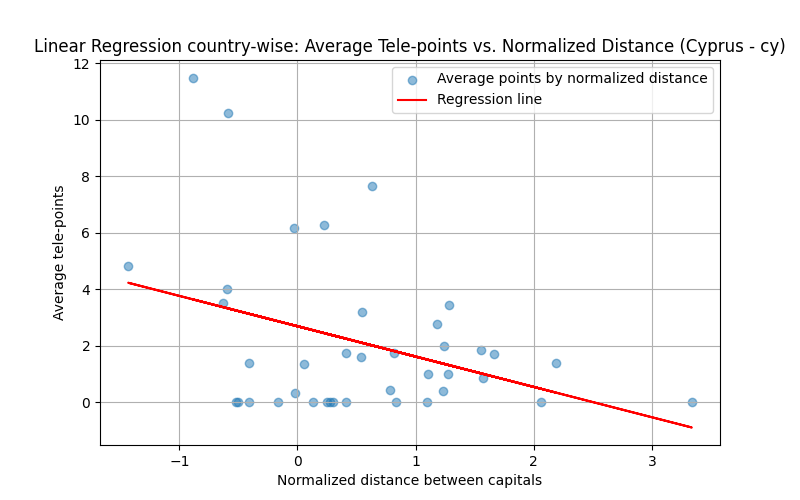 Linear Regression country-wise: Average Tele-points vs. Normalized Distance (Cyprus - cy)
Average points by normalized distance
Regression line
12
10
8
6
4
2
0
Average tele-points
−1
0
1
2
3
Normalized distance between capitals